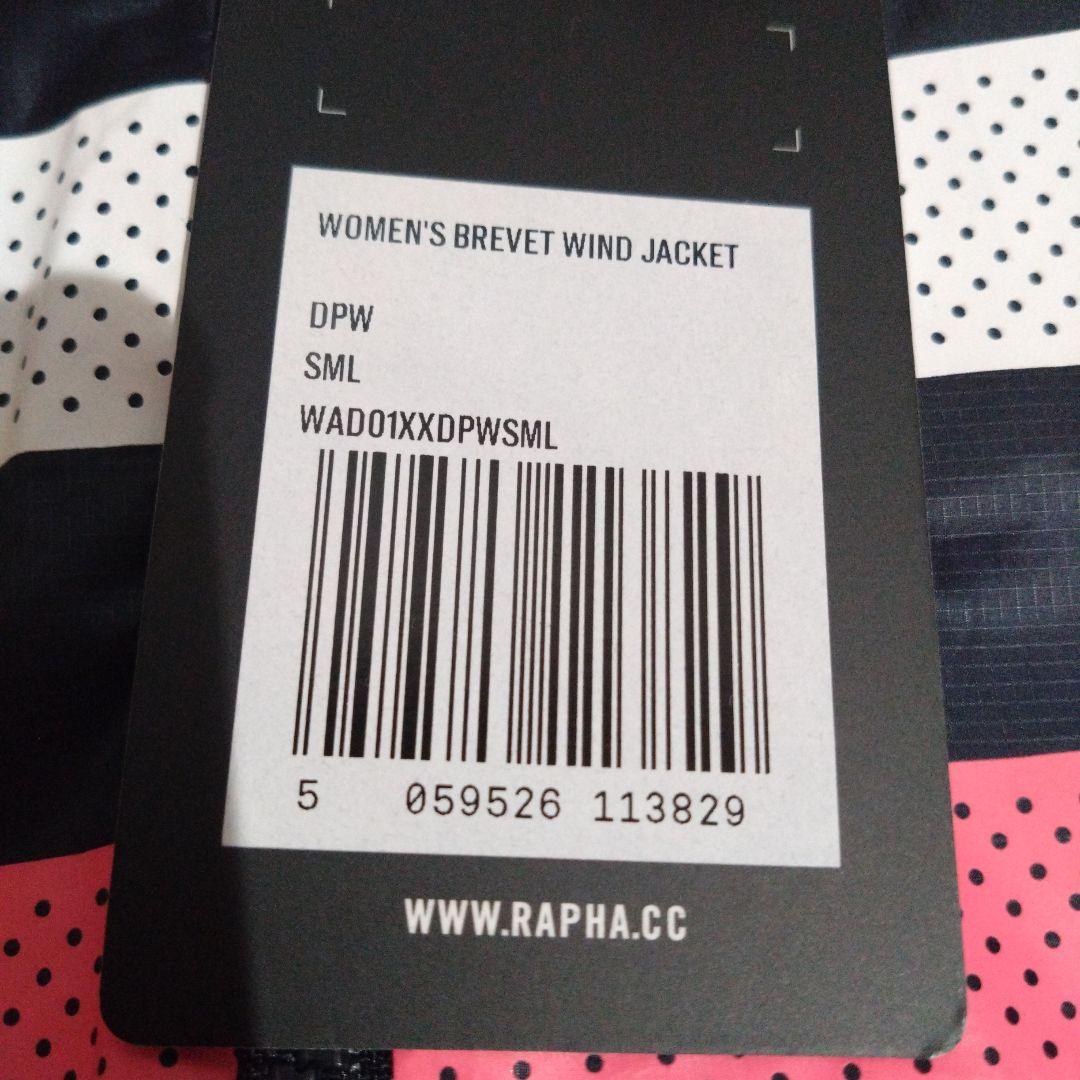 WOMEN'S BREVET WIND JACKET
DPW
SML
WAD01XXDPWSML
5 059526 113829
WWW.RAPHA.CC